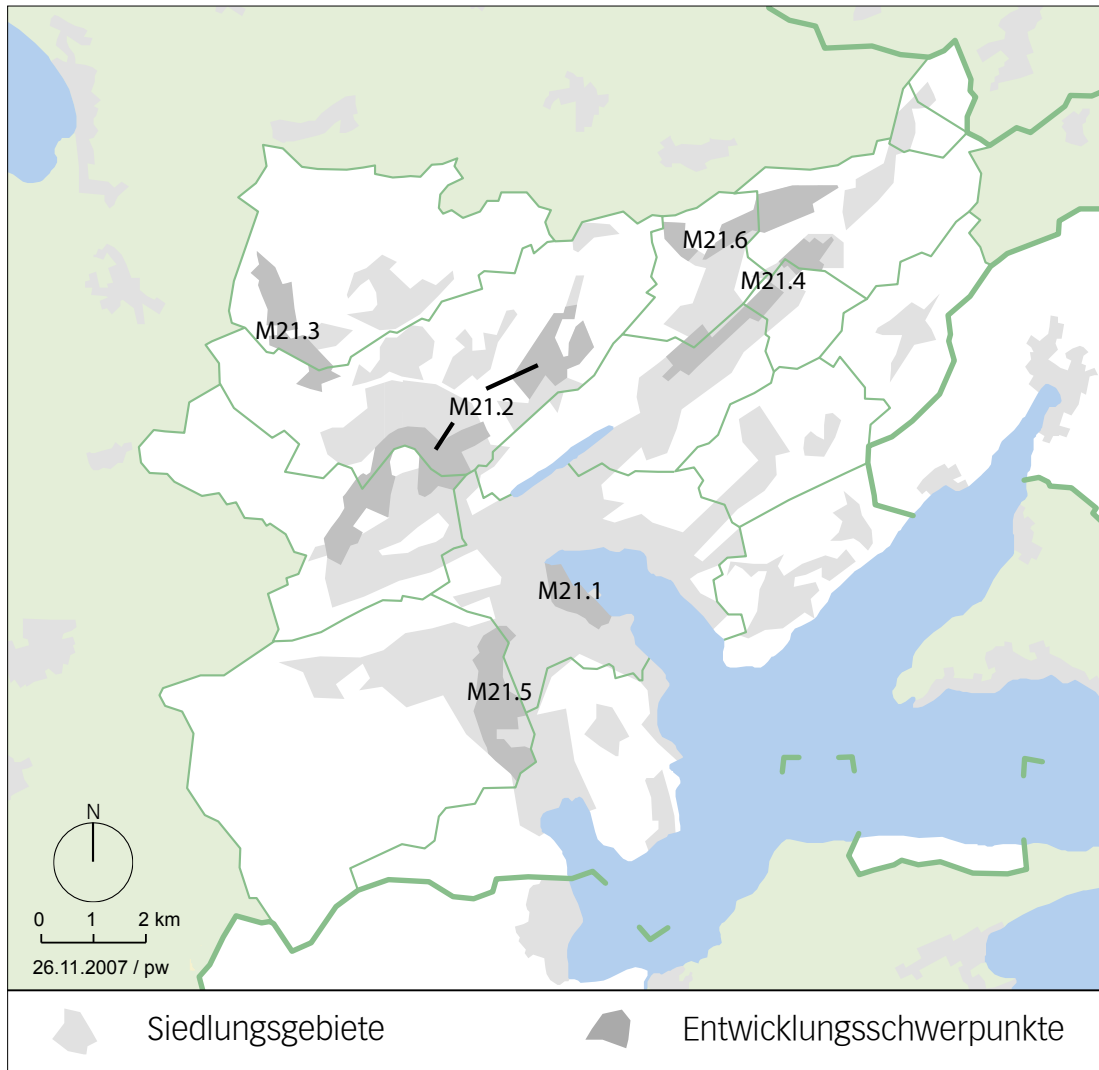 M21.6
M21.4
M21.3
M21.2
M21.1
M21.5
N
0 1 2 km
26.11.2007 / pw
Siedlungsgebiete
Entwicklungsschwerpunkte